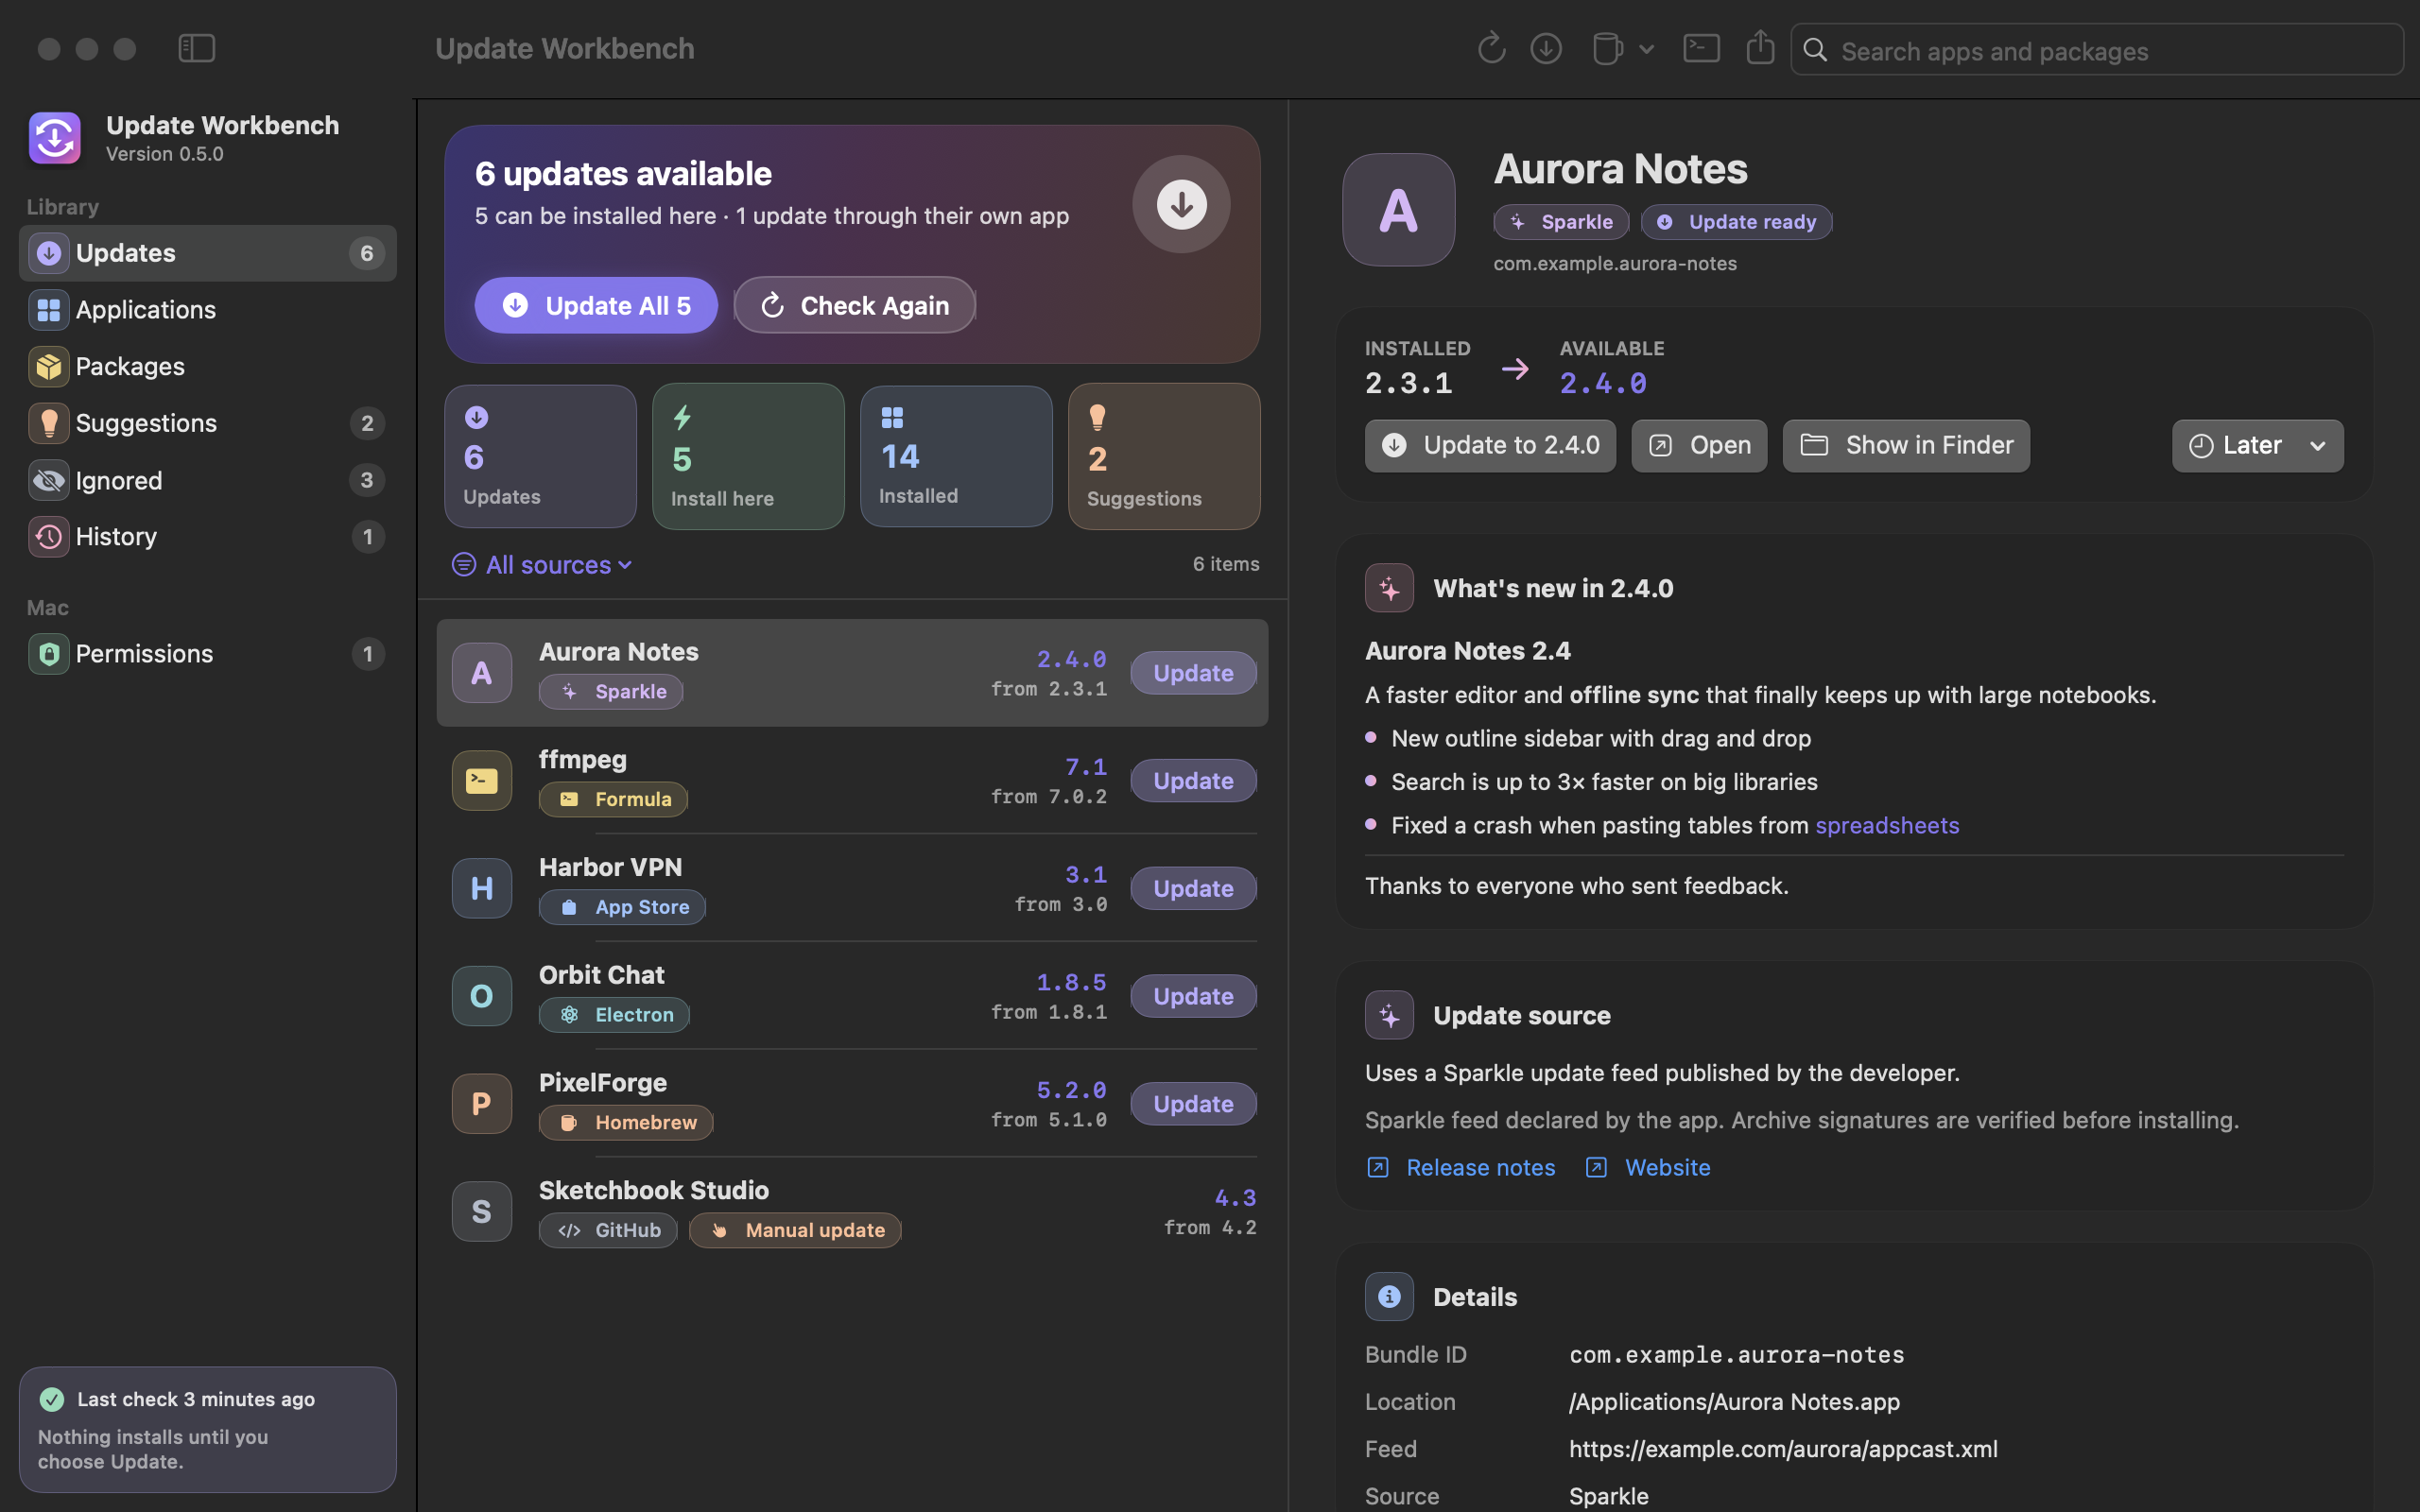 Update Workbench
Search apps and packages
Update Workbench
Version 0.5.0
Library
Updates 6
Applications
Packages
Suggestions 2
Ignored 3
History 1
Mac
Permissions 1
Last check 3 minutes ago
Nothing installs until you
choose Update.
6 updates available
5 can be installed here · 1 update through their own app
Update All 5
Check Again
6
Updates
5
Install here
14
Installed
2
Suggestions
All sources
6 items
A
Aurora Notes
Sparkle
2.4.0
from 2.3.1
Update
ffmpeg
Formula
7.1
from 7.0.2
Update
H
Harbor VPN
App Store
3.1
from 3.0
Update
O
Orbit Chat
Electron
1.8.5
from 1.8.1
Update
P
PixelForge
Homebrew
5.2.0
from 5.1.0
Update
S
Sketchbook Studio
GitHub
Manual update
4.3
from 4.2
A
Aurora Notes
Sparkle
Update ready
com.example.aurora-notes
INSTALLED
2.3.1
AVAILABLE
2.4.0
Update to 2.4.0
Open
Show in Finder
Later
What's new in 2.4.0
Aurora Notes 2.4
A faster editor and offline sync that finally keeps up with large notebooks.
• New outline sidebar with drag and drop
• Search is up to 3× faster on big libraries
• Fixed a crash when pasting tables from spreadsheets
Thanks to everyone who sent feedback.
Update source
Uses a Sparkle update feed published by the developer.
Sparkle feed declared by the app. Archive signatures are verified before installing.
Release notes
Website
Details
Bundle ID com.example.aurora-notes
Location /Applications/Aurora Notes.app
Feed https://example.com/aurora/appcast.xml
Source Sparkle